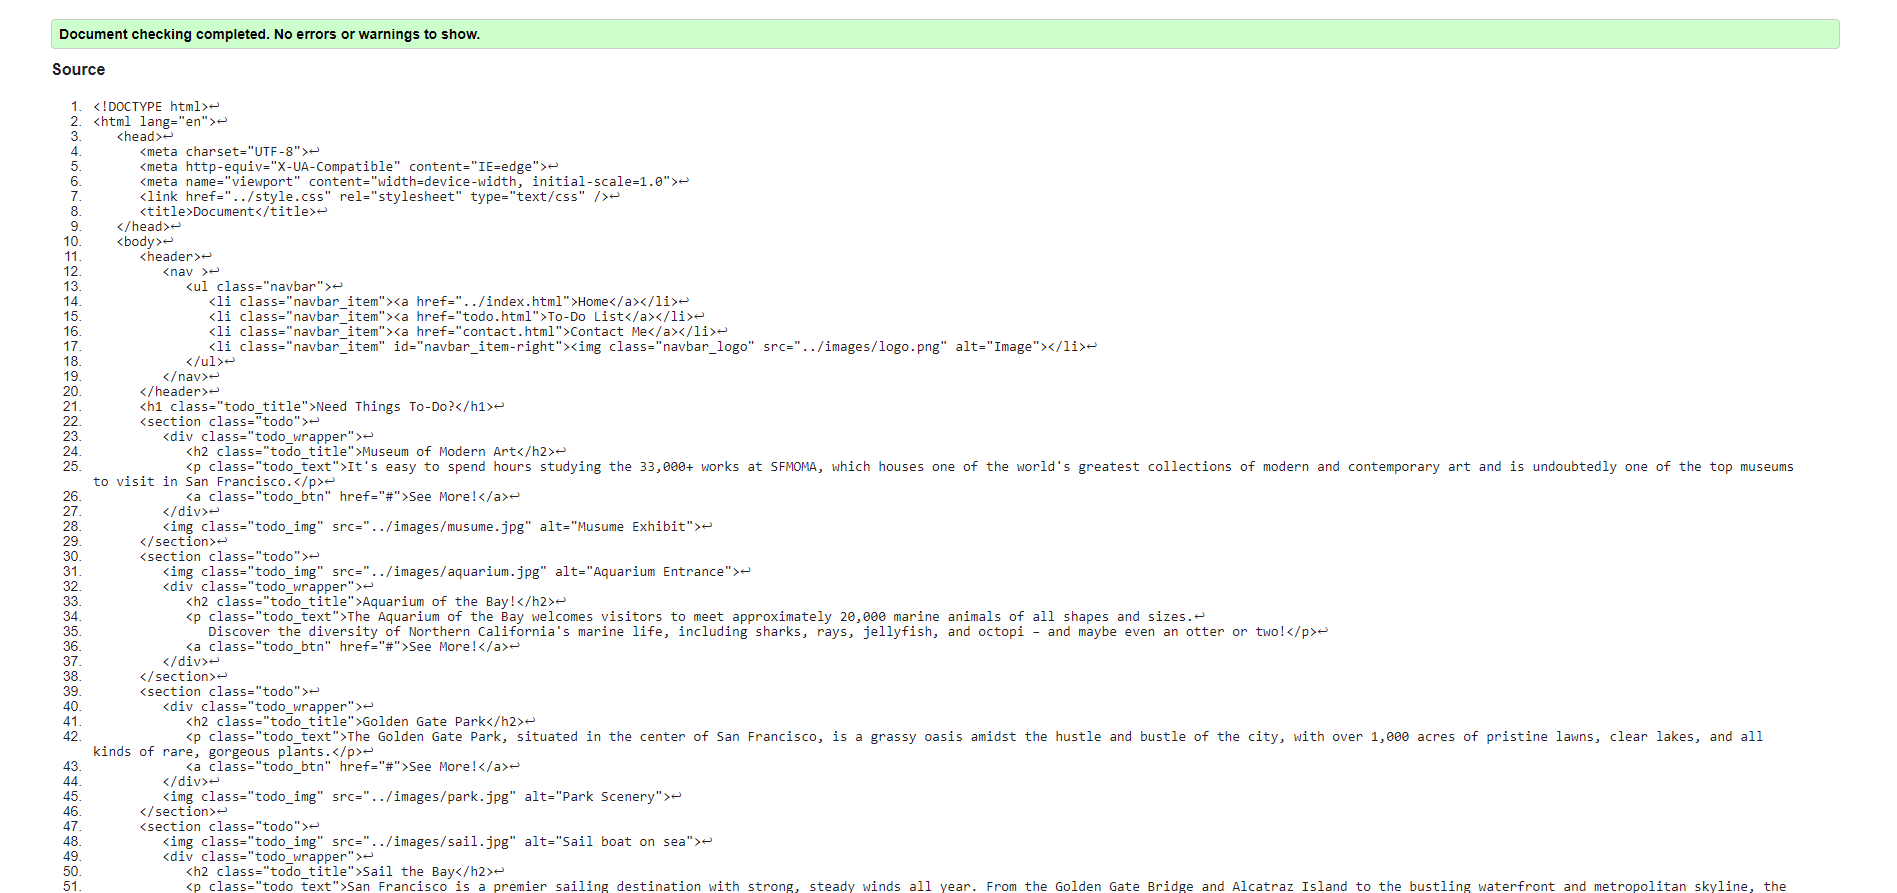 Document checking completed. No errors or warnings to show.
Source
1. <!DOCTYPE html>↩
2. <html lang="en">↩
3.    <head>↩
4.       <meta charset="UTF-8">↩
5.       <meta http-equiv="X-UA-Compatible" content="IE=edge">↩
6.       <meta name="viewport" content="width=device-width, initial-scale=1.0">↩
7.       <link href="../style.css" rel="stylesheet" type="text/css" />↩
8.       <title>Document</title>↩
9.    </head>↩
10.    <body>↩
11.       <header>↩
12.          <nav >↩
13.             <ul class="navbar">↩
14.                <li class="navbar_item"><a href="../index.html">Home</a></li>↩
15.                <li class="navbar_item"><a href="todo.html">To-Do List</a></li>↩
16.                <li class="navbar_item"><a href="contact.html">Contact Me</a></li>↩
17.                <li class="navbar_item" id="navbar_item-right"><img class="navbar_logo" src="../images/logo.png" alt="Image"></li>↩
18.             </ul>↩
19.          </nav>↩
20.       </header>↩
21.       <h1 class="todo_title">Need Things To-Do?</h1>↩
22.       <section class="todo">↩
23.          <div class="todo_wrapper">↩
24.             <h2 class="todo_title">Museum of Modern Art</h2>↩
25.             <p class="todo_text">It's easy to spend hours studying the 33,000+ works at SFMOMA, which houses one of the world's greatest collections of modern and contemporary art and is undoubtedly one of the top museums
to visit in San Francisco.</p>↩
26.             <a class="todo_btn" href="#">See More!</a>↩
27.          </div>↩
28.          <img class="todo_img" src="../images/musume.jpg" alt="Musume Exhibit">↩
29.       </section>↩
30.       <section class="todo">↩
31.          <img class="todo_img" src="../images/aquarium.jpg" alt="Aquarium Entrance">↩
32.          <div class="todo_wrapper">↩
33.             <h2 class="todo_title">Aquarium of the Bay!</h2>↩
34.             <p class="todo_text">The Aquarium of the Bay welcomes visitors to meet approximately 20,000 marine animals of all shapes and sizes.↩
35.                Discover the diversity of Northern California's marine life, including sharks, rays, jellyfish, and octopi – and maybe even an otter or two!</p>↩
36.             <a class="todo_btn" href="#">See More!</a>↩
37.          </div>↩
38.       </section>↩
39.       <section class="todo">↩
40.          <div class="todo_wrapper">↩
41.             <h2 class="todo_title">Golden Gate Park</h2>↩
42.             <p class="todo_text">The Golden Gate Park, situated in the center of San Francisco, is a grassy oasis amidst the hustle and bustle of the city, with over 1,000 acres of pristine lawns, clear lakes, and all
kinds of rare, gorgeous plants.</p>↩
43.             <a class="todo_btn" href="#">See More!</a>↩
44.          </div>↩
45.          <img class="todo_img" src="../images/park.jpg" alt="Park Scenery">↩
46.       </section>↩
47.       <section class="todo">↩
48.          <img class="todo_img" src="../images/sail.jpg" alt="Sail boat on sea">↩
49.          <div class="todo_wrapper">↩
50.             <h2 class="todo_title">Sail the Bay</h2>↩
51.             <p class="todo_text">San Francisco is a premier sailing destination with strong, steady winds all year. From the Golden Gate Bridge and Alcatraz Island to the bustling waterfront and metropolitan skyline, the